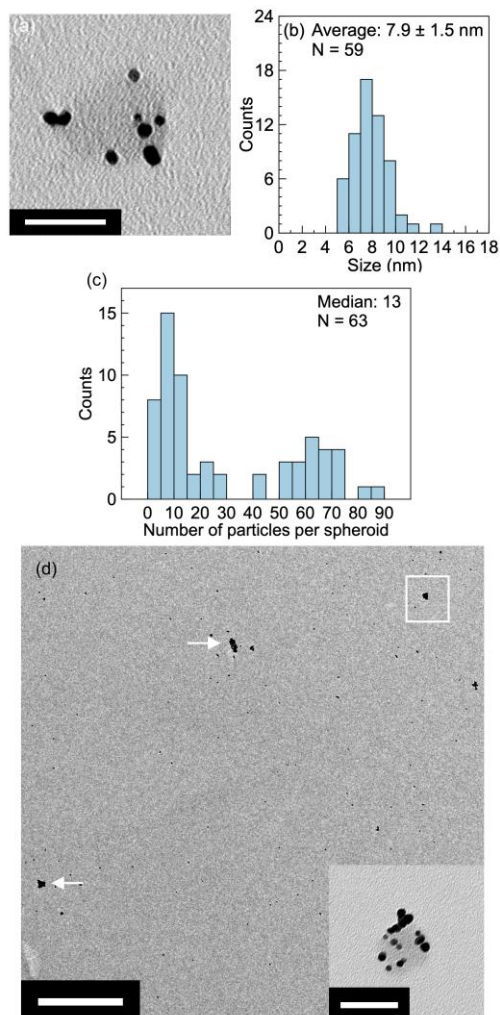 (a)
(b) Average: 7.9 ± 1.5 nm
N = 59
24
18
12
6
0
Counts
0 2 4 6 8 10 12 14 16 18
Size (nm)
(c)
Median: 13
N = 63
15
10
5
0
Counts
0 10 20 30 40 50 60 70 80 90
Number of particles per spheroid
(d)